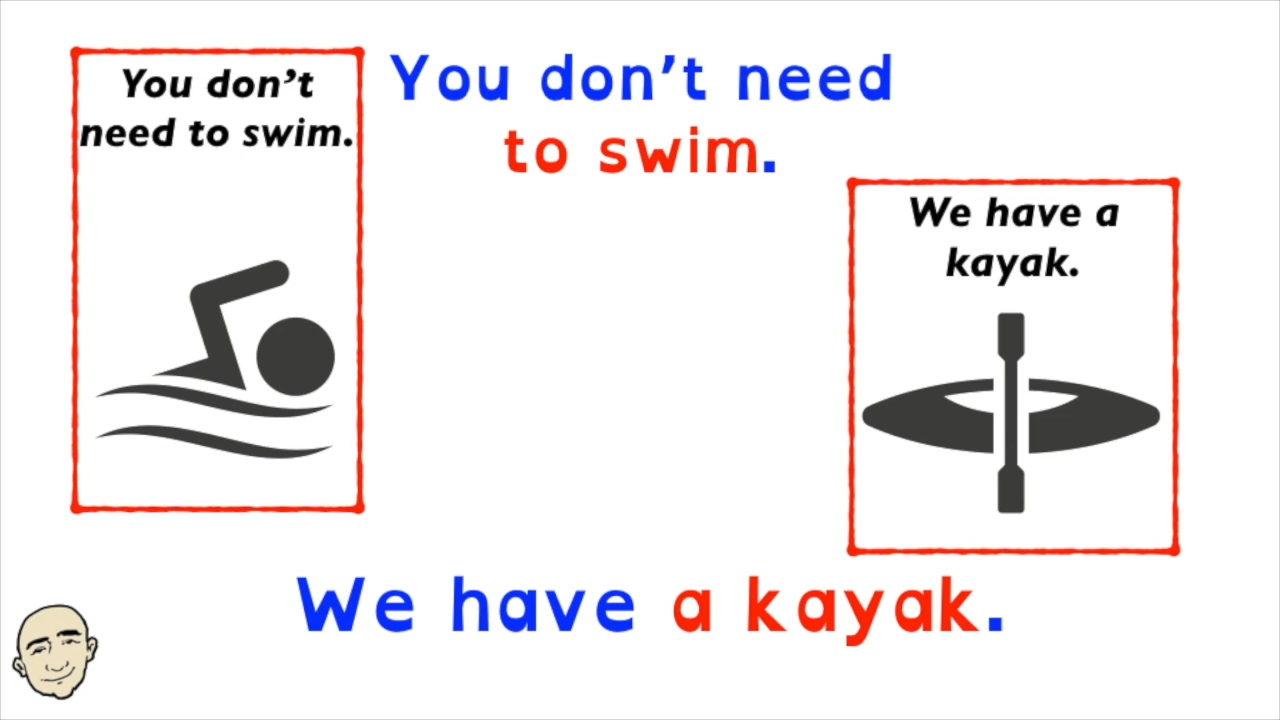 You don't
need to swim.
You don't need
to swim.
We have a
kayak.
We have a kayak.